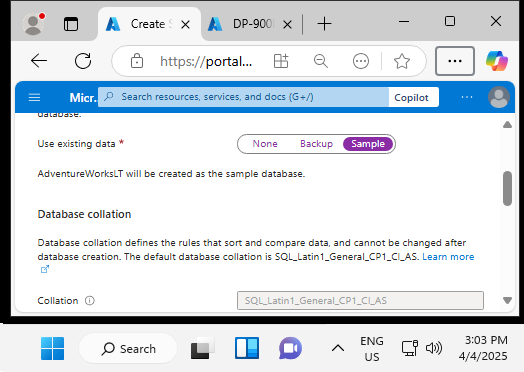 Create S
DP-900
https://portal...
Micr.
Search resources, services, and docs (G+/)
Copilot
database.
Use existing data *
None
Backup
Sample
AdventureWorksLT will be created as the sample database.
Database collation
Database collation defines the rules that sort and compare data, and cannot be changed after
database creation. The default database collation is SQL_Latin1_General_CP1_CI_AS. Learn more
Collation
SQL_Latin1_General_CP1_CI_AS
Search
ENG
US
3:03 PM
4/4/2025